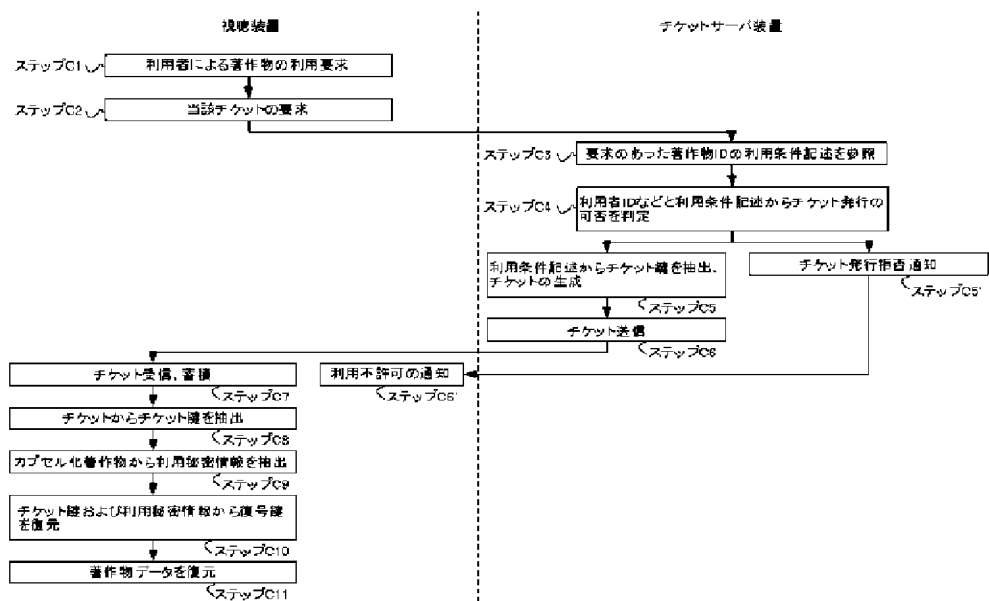 視聴装置
チケットサーバ装置
ステップC1
利用者による著作物の利用要求
ステップC2
当該チケットの要求
ステップC3
要求のあった著作物IDの利用条件記述を参照
ステップC4
利用者IDなどと利用条件記述からチケット発行の
可否を判定
利用条件記述からチケット鍵を抽出、
チケットの生成
ステップC5
チケット発行拒否通知
ステップC5'
チケット送信
ステップC6
チケット受信、蓄積
ステップC7
利用不許可の通知
ステップC6'
チケットからチケット鍵を抽出
ステップC8
カプセル化著作物から利用秘密情報を抽出
ステップC9
チケット鍵および利用秘密情報から復号鍵
を復元
ステップC10
著作物データを復元
ステップC11